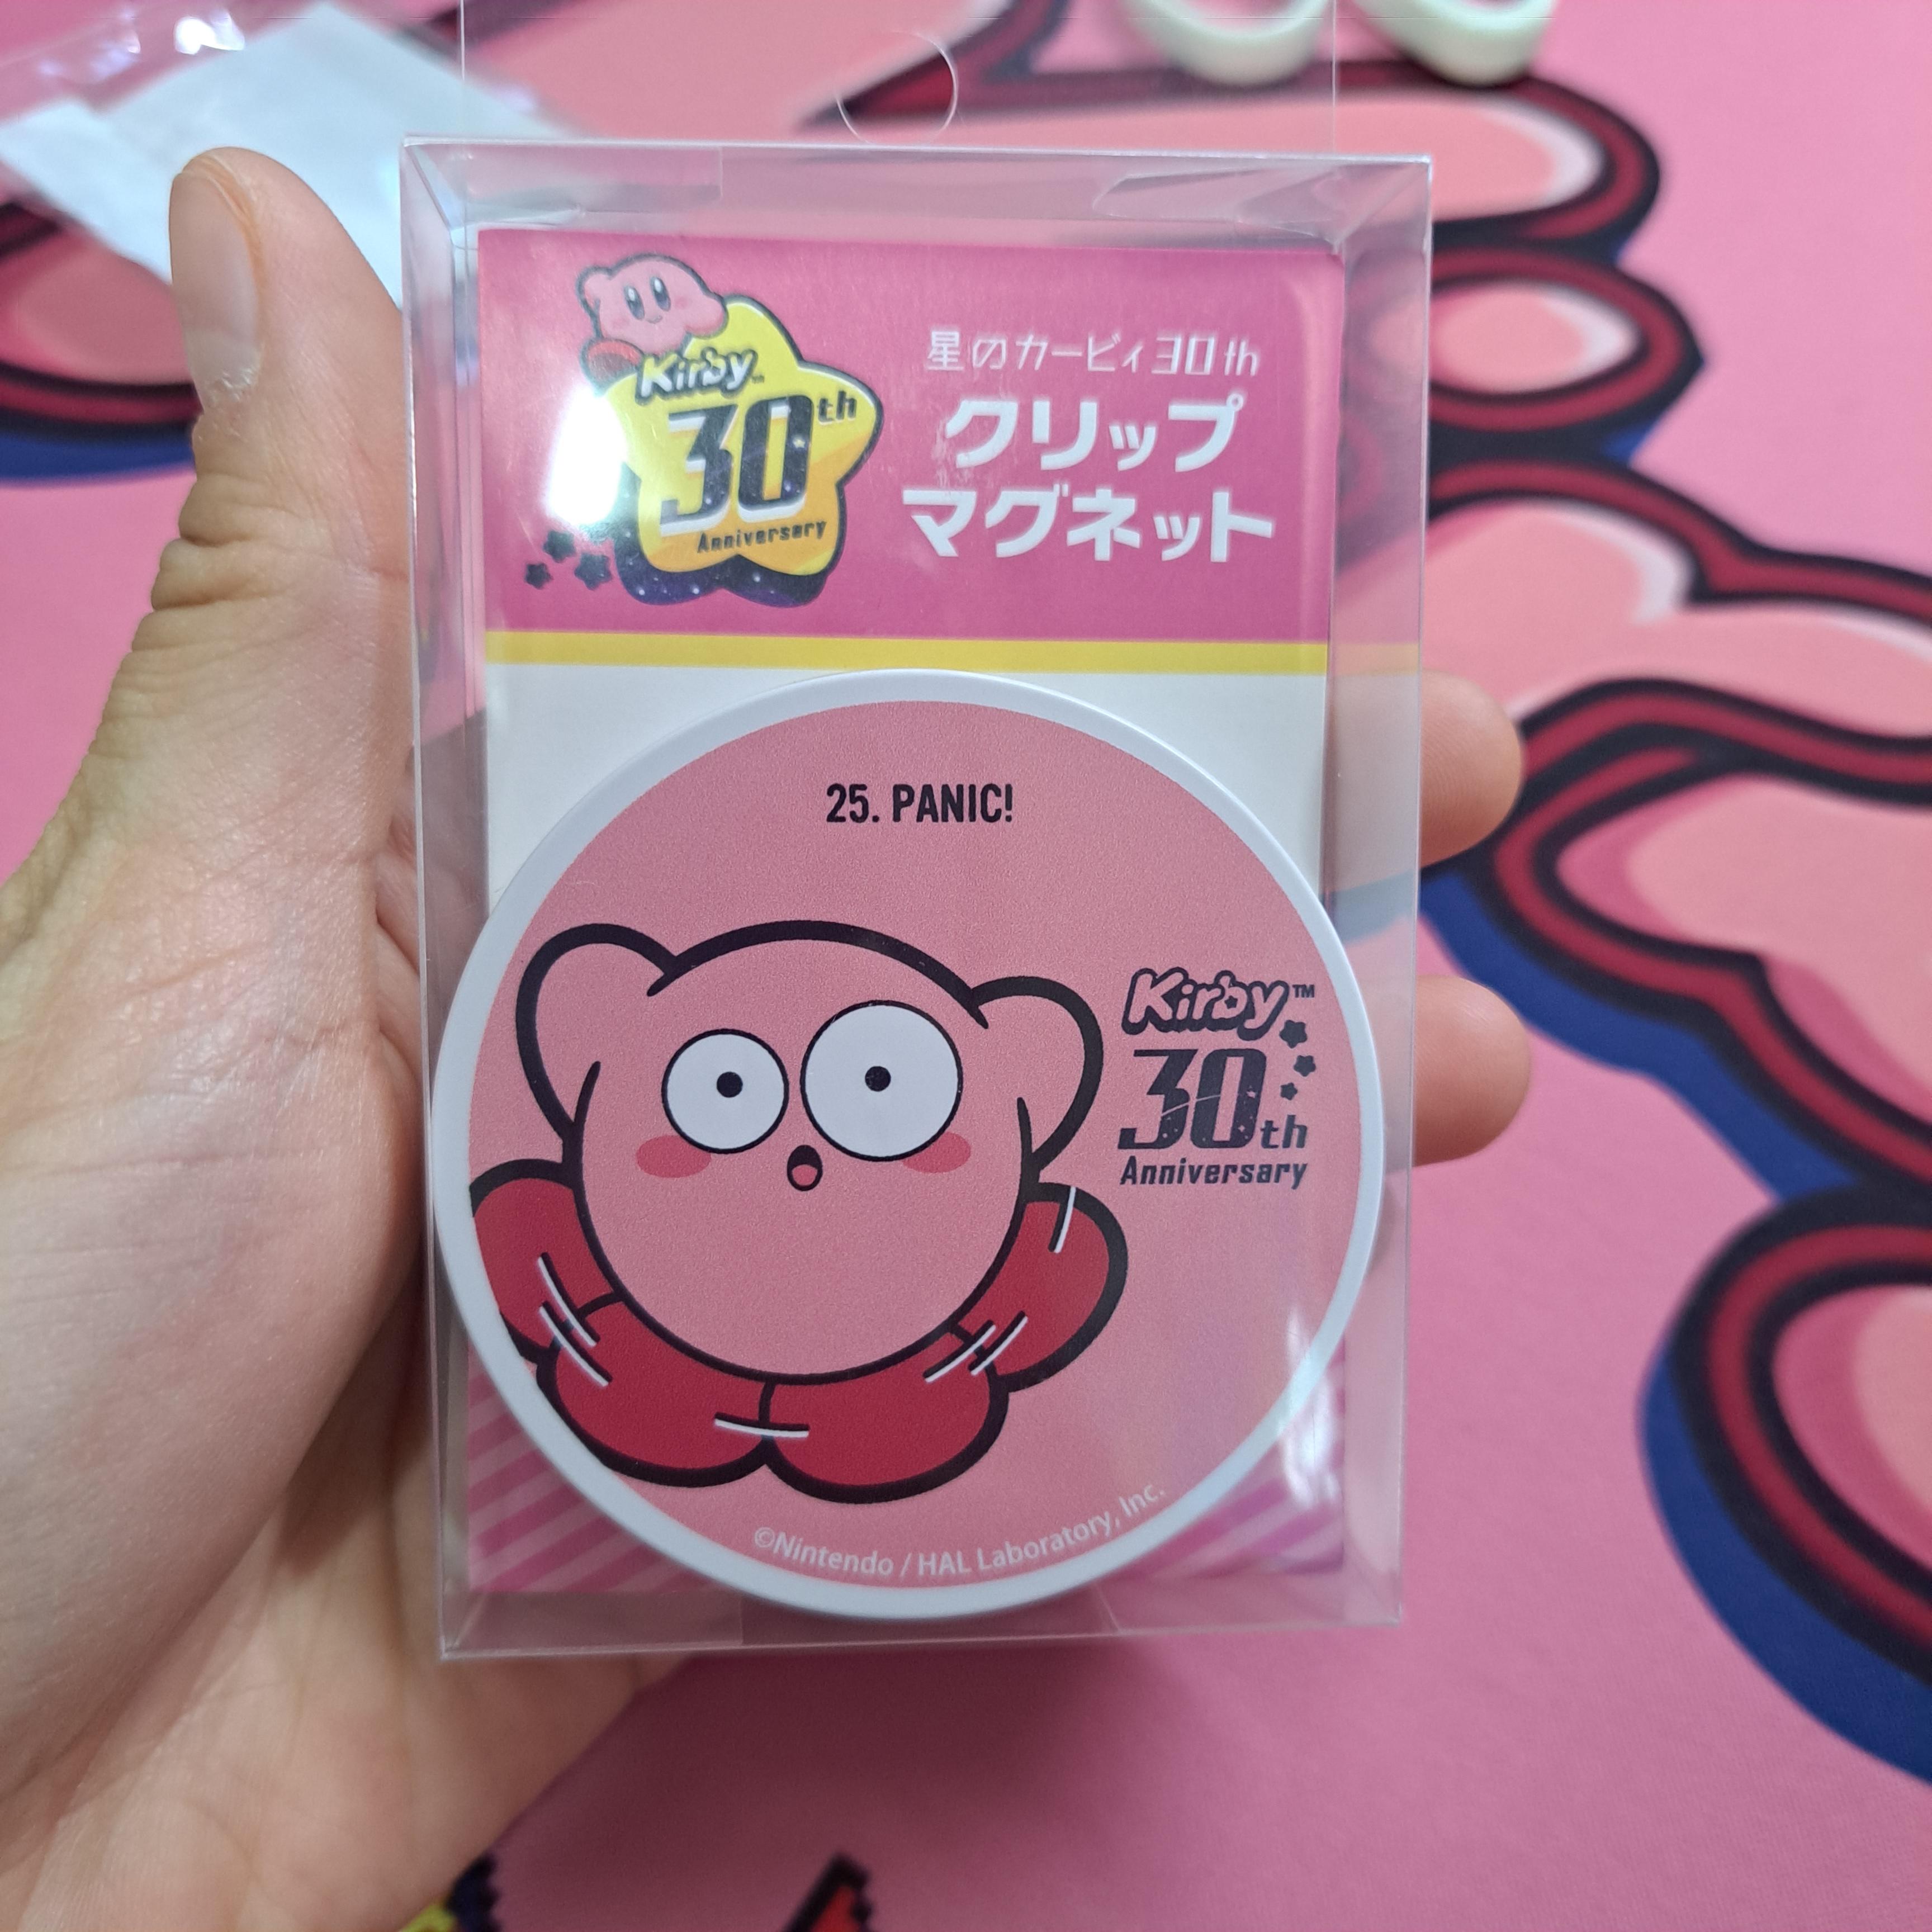 Kirby™
30th
Anniversary
星のカービィ30th
クリップ
マグネット
25. PANIC!
Kirby™
30th
Anniversary
©Nintendo / HAL Laboratory, Inc.